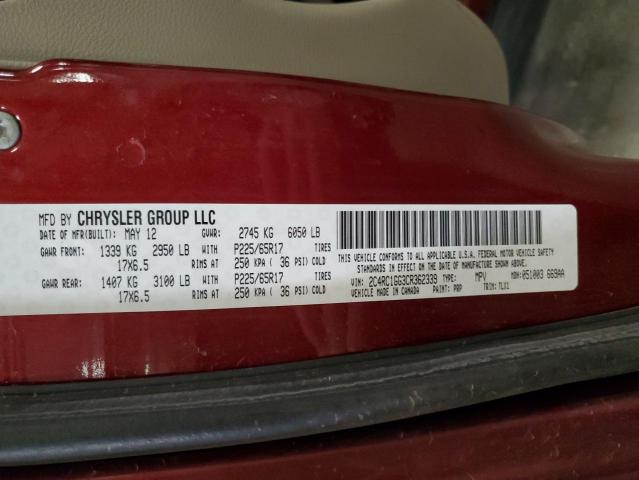 MFD BY CHRYSLER GROUP LLC
DATE OF MFR(BUILT): MAY 12 GVWR: 2745 KG 6050 LB
GAWR FRONT: 1339 KG 2950 LB WITH P225/65R17 TIRES
17X6.5 RIMS AT 250 KPA ( 36 PSI) COLD
GAWR REAR: 1407 KG 3100 LB WITH P225/65R17 TIRES
17X6.5 RIMS AT 250 KPA ( 36 PSI) COLD
THIS VEHICLE CONFORMS TO ALL APPLICABLE U.S.A. FEDERAL MOTOR VEHICLE SAFETY
STANDARDS IN EFFECT ON THE DATE OF MANUFACTURE SHOWN ABOVE.
VIN: 2C4RC1GG3CR362339 TYPE: MPV MDH: 051003 669AA
VEHICLE MADE IN CANADA PAINT: PRP TRIM: TLX1